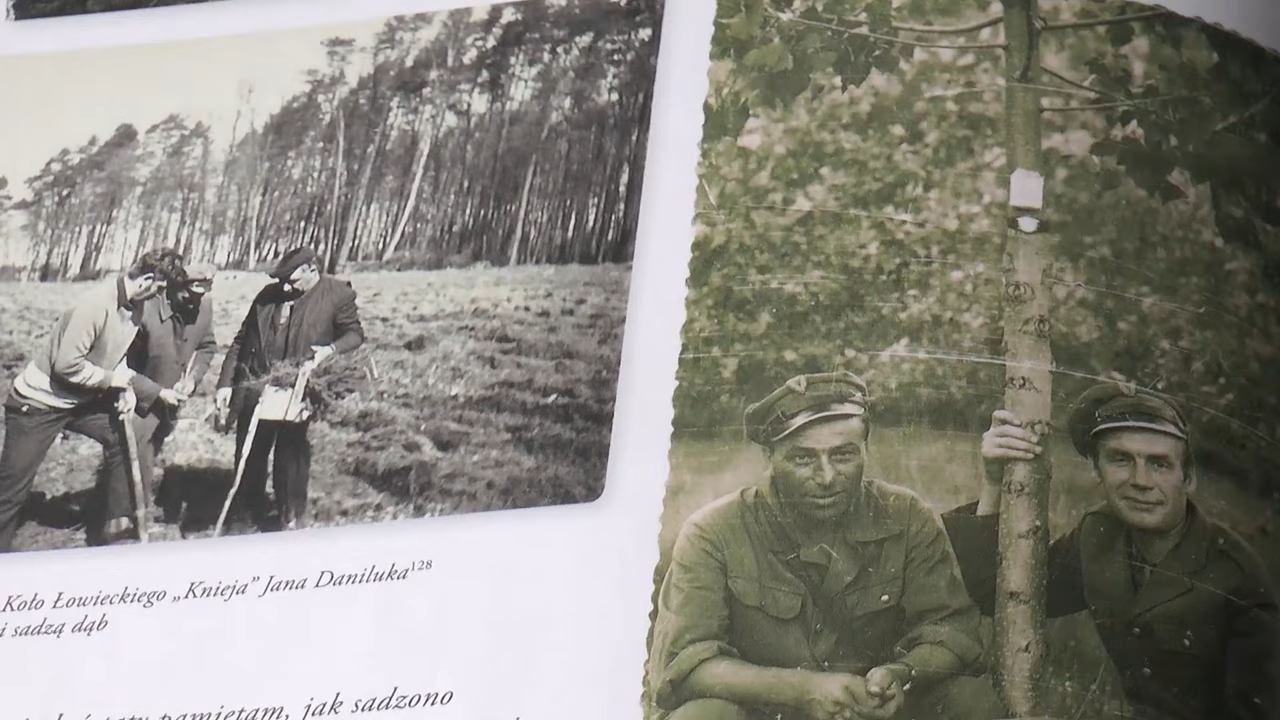 Koło Łowieckiego „Knieja” Jana Daniluka¹²⁸
i sadzą dąb
pamiętam, jak sadzono